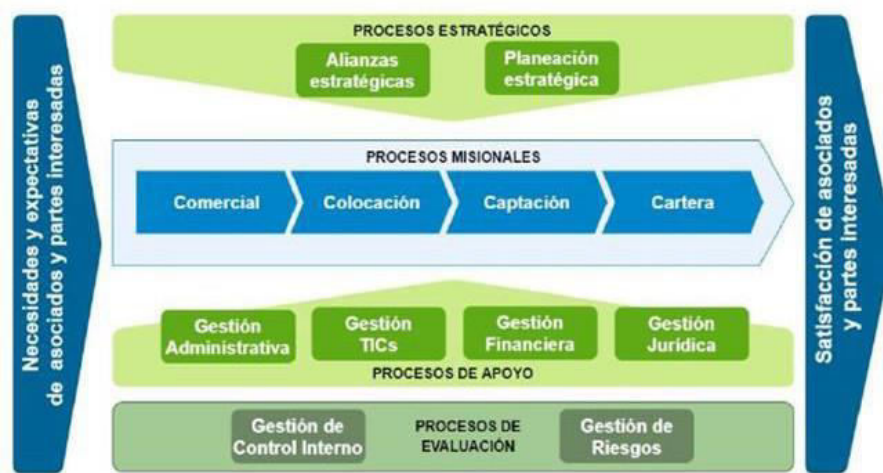 Necesidades y expectativas
de asociados y partes interesadas
PROCESOS ESTRATÉGICOS
Alianzas
estratégicas
Planeación
estratégica
PROCESOS MISIONALES
Comercial
Colocación
Captación
Cartera
Gestión
Administrativa
Gestión
TICs
Gestión
Financiera
Gestión
Jurídica
PROCESOS DE APOYO
Gestión de
Control Interno
PROCESOS DE
EVALUACIÓN
Gestión de
Riesgos
Satisfacción de asociados
y partes interesadas